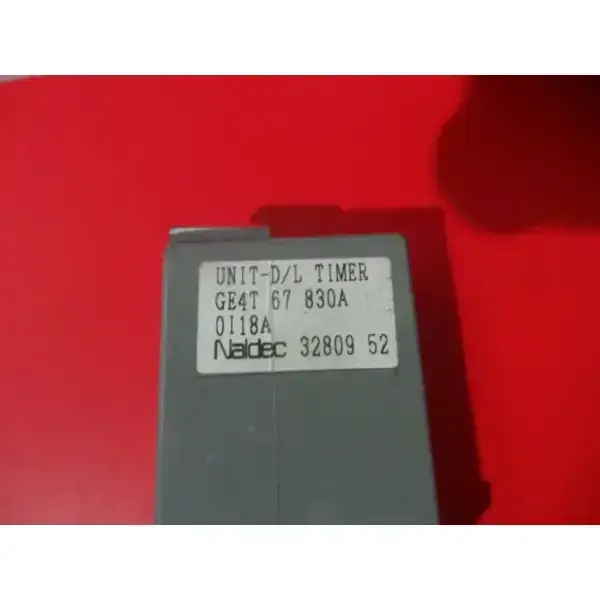 UNIT-D/L TIMER
GE4T 67 830A
0I18A
Naldec 32809 52